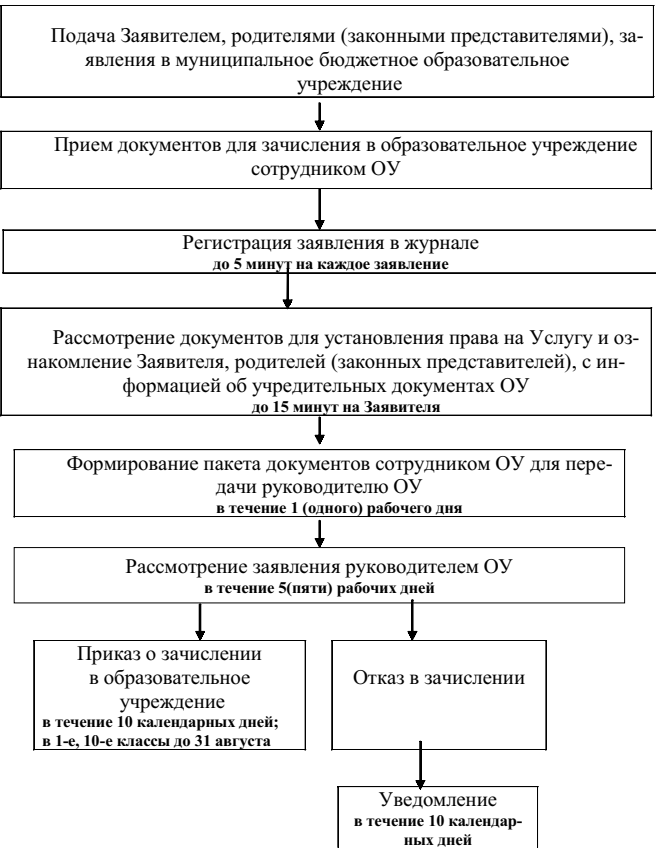 Подача Заявителем, родителями (законными представителями), за-
явления в муниципальное бюджетное образовательное
учреждение
Прием документов для зачисления в образовательное учреждение
сотрудником ОУ
Регистрация заявления в журнале
до 5 минут на каждое заявление
Рассмотрение документов для установления права на Услугу и оз-
накомление Заявителя, родителей (законных представителей), с ин-
формацией об учредительных документах ОУ
до 15 минут на Заявителя
Формирование пакета документов сотрудником ОУ для пере-
дачи руководителю ОУ
в течение 1 (одного) рабочего дня
Рассмотрение заявления руководителем ОУ
в течение 5(пяти) рабочих дней
Приказ о зачислении
в образовательное
учреждение
в течение 10 календарных дней;
в 1-е, 10-е классы до 31 августа
Отказ в зачислении
Уведомление
в течение 10 календар-
ных дней